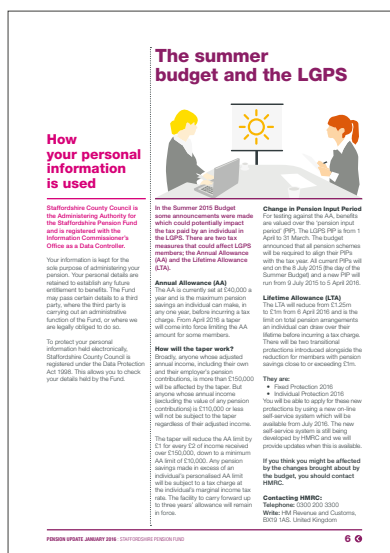 The summer
budget and the LGPS
How
your personal
information
is used
Staffordshire County Council is
the Administering Authority for
the Staffordshire Pension Fund
and is registered with the
Information Commissioner's
Office as a Data Controller.
Your information is kept for the
sole purpose of administering your
pension. Your personal details are
retained to establish any future
entitlement to benefits. The Fund
may pass certain details to a third
party, where the third party is
carrying out an administrative
function of the Fund, or where we
are legally obliged to do so.
To protect your personal
information held electronically,
Staffordshire County Council is
registered under the Data Protection
Act 1998. This allows you to check
your details held by the Fund.
In the Summer 2015 Budget
some announcements were made
which could potentially impact
the tax paid by an individual in
the LGPS. There are two tax
measures that could affect LGPS
members; the Annual Allowance
(AA) and the Lifetime Allowance
(LTA).
Annual Allowance (AA)
The AA is currently set at £40,000 a
year and is the maximum pension
savings an individual can make, in
any one year, before incurring a tax
charge. From April 2016 a taper
will come into force limiting the AA
amount for some members.
How will the taper work?
Broadly, anyone whose adjusted
annual income, including their own
and their employer's pension
contributions, is more than £150,000
will be affected by the taper. But
anyone whose annual income
(excluding the value of any pension
contributions) is £110,000 or less
will not be subject to the taper
regardless of their adjusted income.
The taper will reduce the AA limit by
£1 for every £2 of income received
over £150,000, down to a minimum
AA limit of £10,000. Any pension
savings made in excess of an
individual's personalised AA limit
will be subject to a tax charge at
the individual's marginal income tax
rate. The facility to carry forward up
to three years' allowance will remain
in force.
Change in Pension Input Period
For testing against the AA, benefits
are valued over the 'pension input
period' (PIP). The LGPS PIP is from 1
April to 31 March. The budget
announced that all pension schemes
will be required to align their PIPs
with the tax year. All current PIPs will
end on the 8 July 2015 (the day of the
Summer Budget) and a new PIP will
run from 9 July 2015 to 5 April 2016.
Lifetime Allowance (LTA)
The LTA will reduce from £1.25m
to £1m from 6 April 2016 and is the
limit on total pension arrangements
an individual can draw over their
lifetime before incurring a tax charge.
There will be two transitional
protections introduced alongside the
reduction for members with pension
savings close to or exceeding £1m.
They are:
• Fixed Protection 2016
• Individual Protection 2016
You will be able to apply for these new
protections by using a new on-line
self-service system which will be
available from July 2016. The new
self-service system is still being
developed by HMRC and we will
provide updates when this is available.
If you think you might be affected
by the changes brought about by
the budget, you should contact
HMRC.
Contacting HMRC:
Telephone: 0300 200 3300
Write: HM Revenue and Customs,
BX19 1AS, United Kingdom
PENSION UPDATE JANUARY 2016 STAFFORDSHIRE PENSION FUND
6